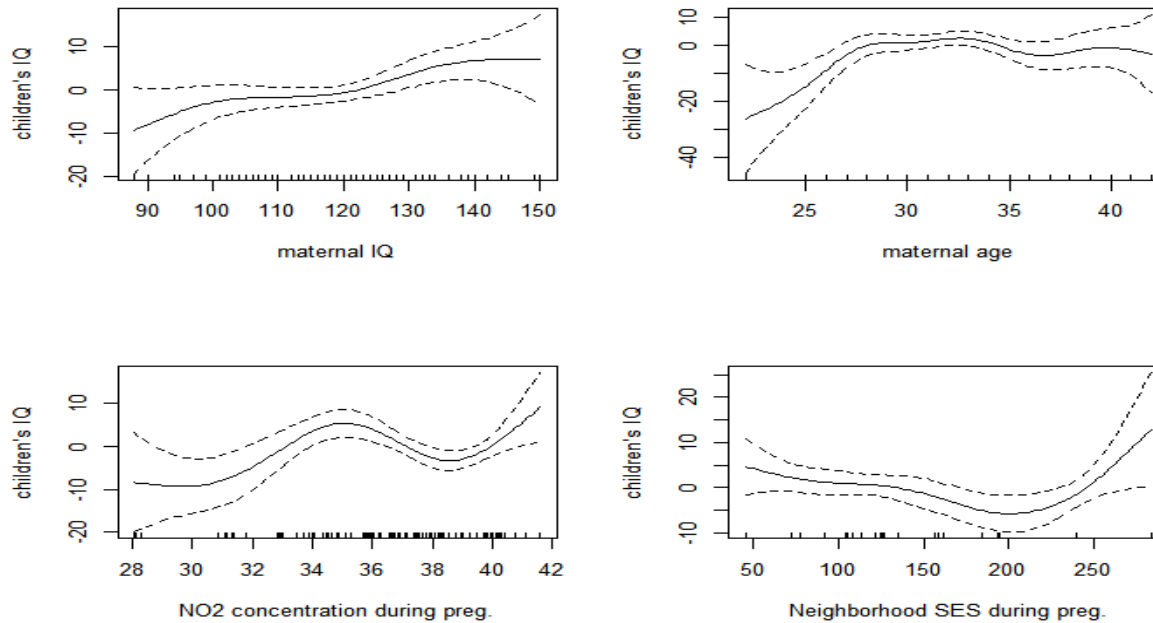 children's IQ
-20 -10 0 10
90 100 110 120 130 140 150
maternal IQ
children's IQ
-40 -20 0 10
25 30 35 40
maternal age
children's IQ
-20 -10 0 10
28 30 32 34 36 38 40 42
NO2 concentration during preg.
children's IQ
-10 0 10 20
50 100 150 200 250
Neighborhood SES during preg.